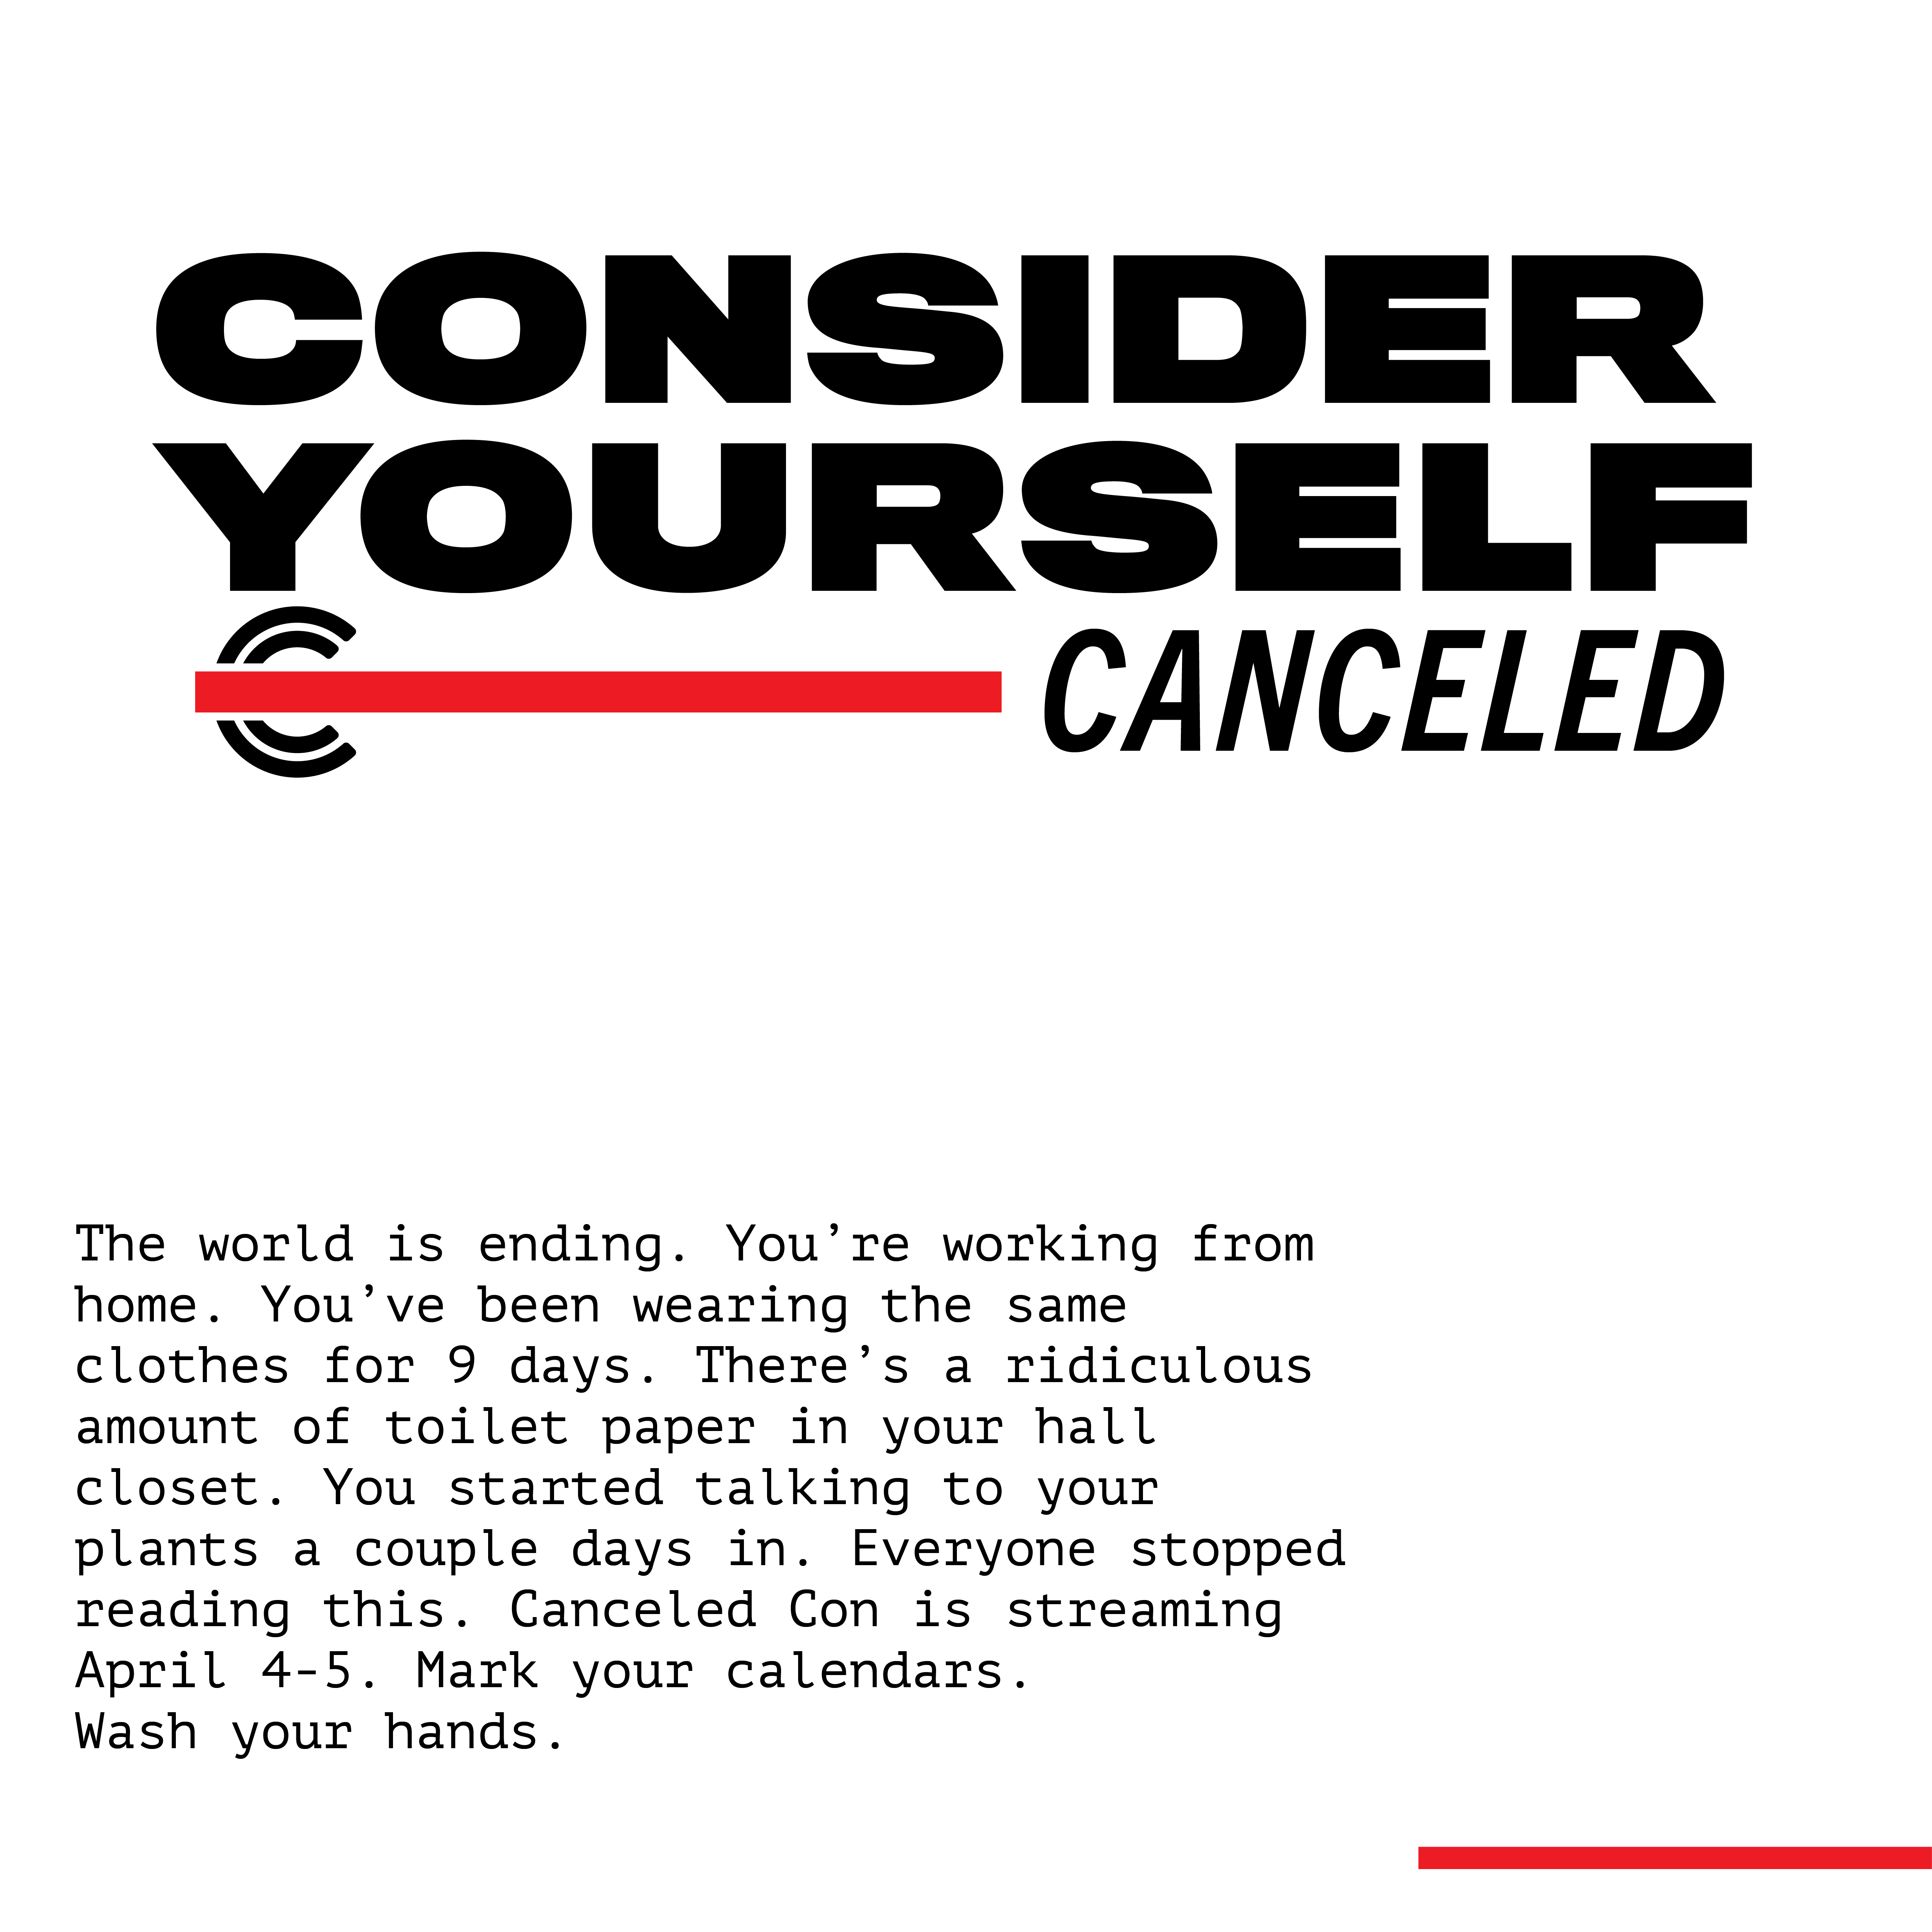 CONSIDER
YOURSELF
CANCELED
The world is ending. You’re working from
home. You’ve been wearing the same
clothes for 9 days. There’s a ridiculous
amount of toilet paper in your hall
closet. You started talking to your
plants a couple days in. Everyone stopped
reading this. Canceled Con is streaming
April 4-5. Mark your calendars.
Wash your hands.